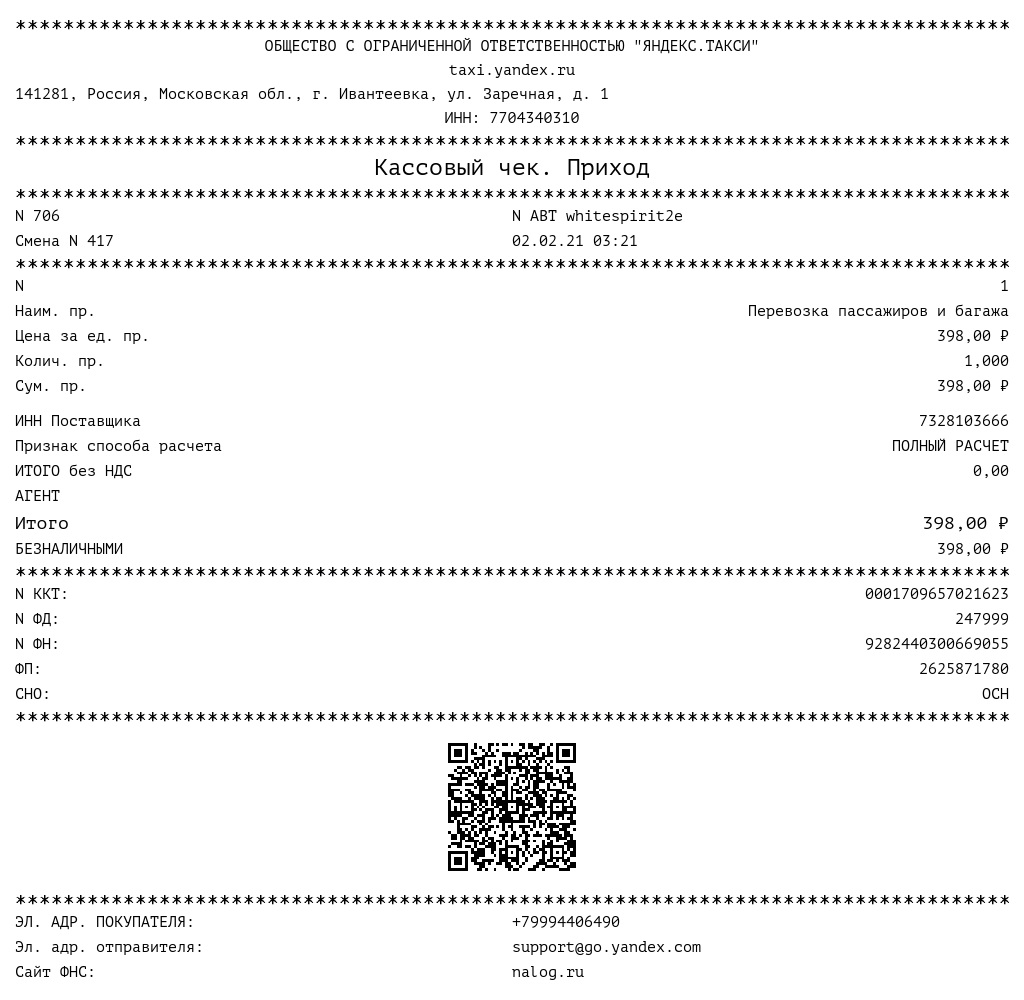 ********************************************************************************
ОБЩЕСТВО С ОГРАНИЧЕННОЙ ОТВЕТСТВЕННОСТЬЮ "ЯНДЕКС.ТАКСИ"
taxi.yandex.ru
141281, Россия, Московская обл., г. Ивантеевка, ул. Заречная, д. 1
ИНН: 7704340310
********************************************************************************
Кассовый чек. Приход
********************************************************************************
N 706 N АВТ whitespirit2e
Смена N 417 02.02.21 03:21
********************************************************************************
N 1
Наим. пр. Перевозка пассажиров и багажа
Цена за ед. пр. 398,00 ₽
Колич. пр. 1,000
Сум. пр. 398,00 ₽
ИНН Поставщика 7328103666
Признак способа расчета ПОЛНЫЙ РАСЧЕТ
ИТОГО без НДС 0,00
АГЕНТ
Итого 398,00 ₽
БЕЗНАЛИЧНЫМИ 398,00 ₽
********************************************************************************
N ККТ: 0001709657021623
N ФД: 247999
N ФН: 9282440300669055
ФП: 2625871780
СНО: ОСН
********************************************************************************
********************************************************************************
ЭЛ. АДР. ПОКУПАТЕЛЯ: +79994406490
Эл. адр. отправителя: support@go.yandex.com
Сайт ФНС: nalog.ru